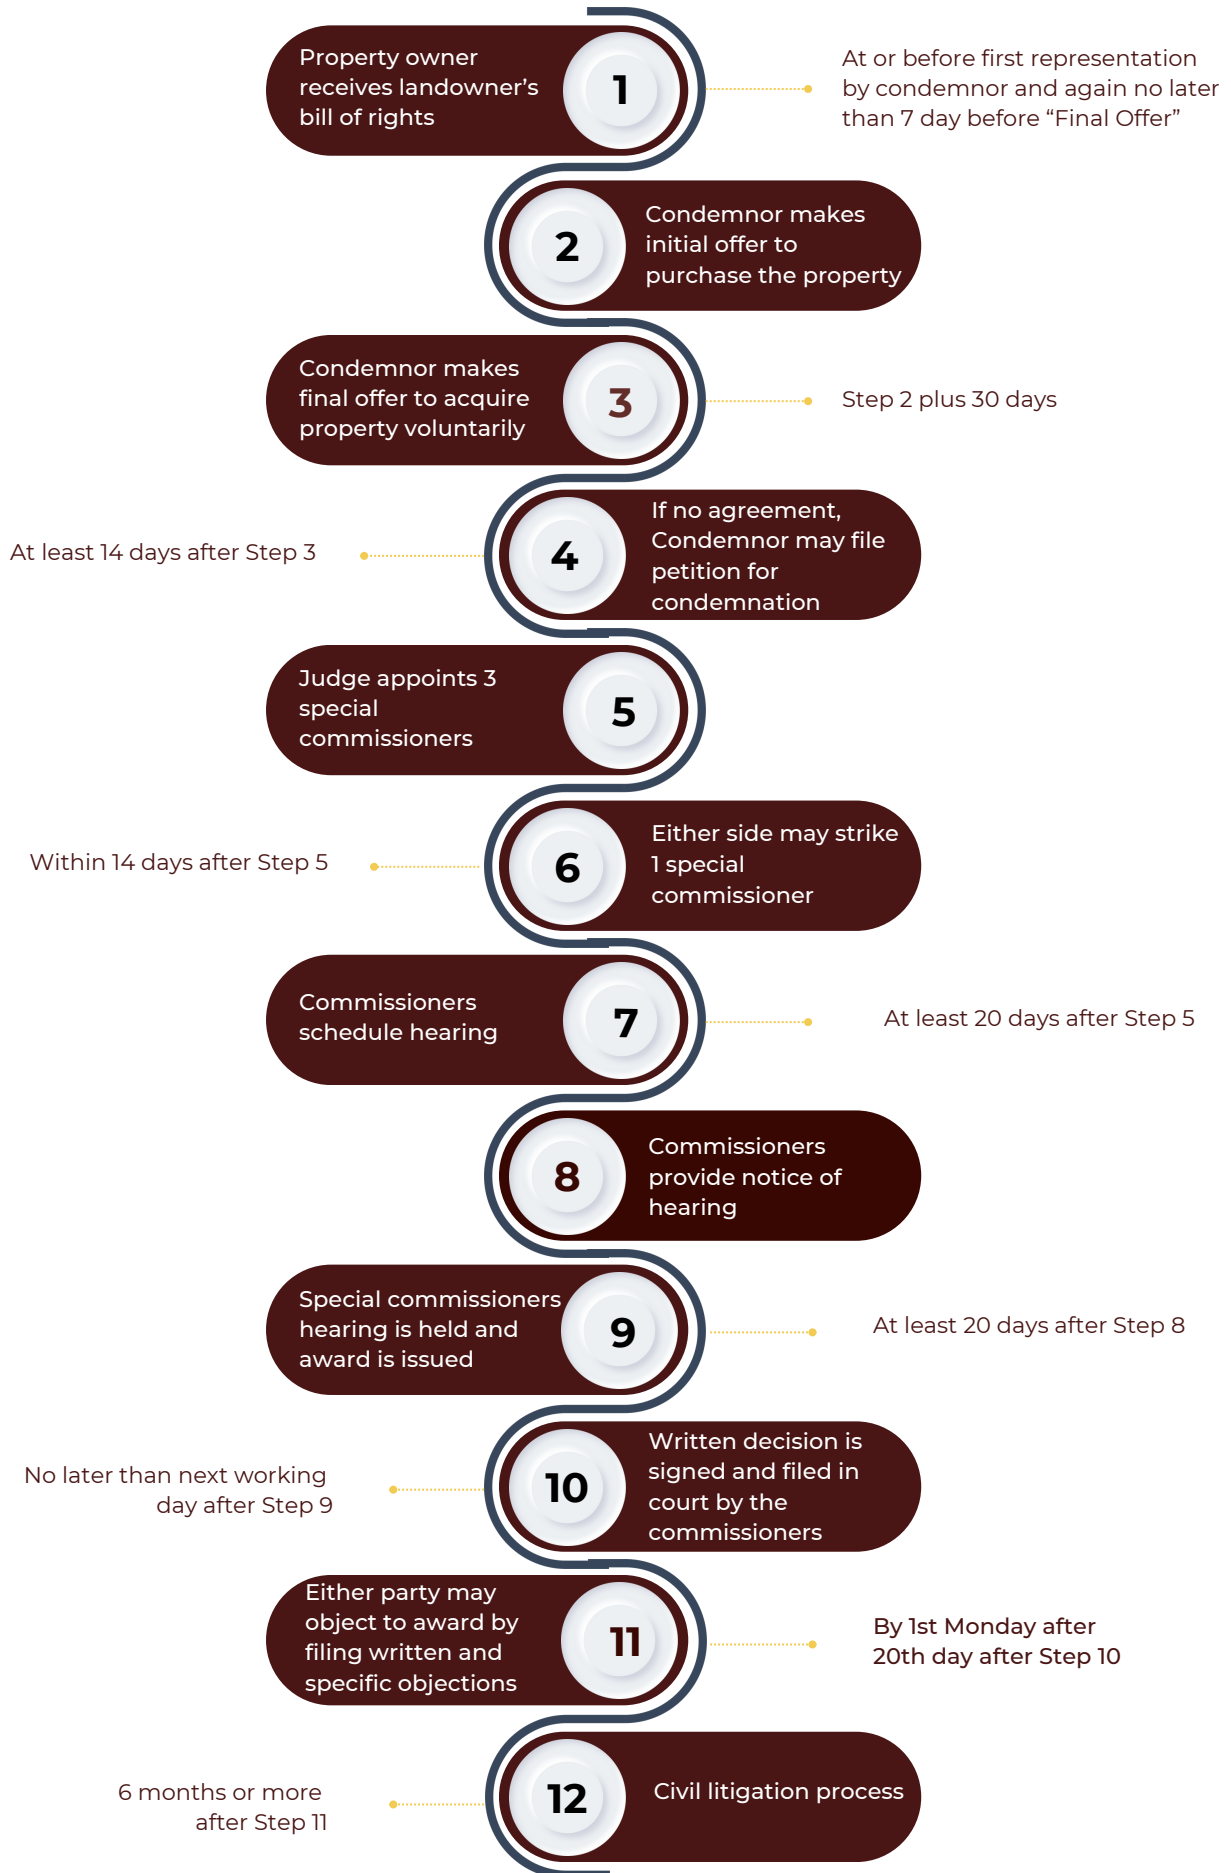 Property owner
receives landowner’s
bill of rights
1
At or before first representation
by condemnor and again no later
than 7 day before “Final Offer”
2
Condemnor makes
initial offer to
purchase the property
Condemnor makes
final offer to acquire
property voluntarily
3
Step 2 plus 30 days
At least 14 days after Step 3
4
If no agreement,
Condemnor may file
petition for
condemnation
Judge appoints 3
special
commissioners
5
Within 14 days after Step 5
6
Either side may strike
1 special
commissioner
Commissioners
schedule hearing
7
At least 20 days after Step 5
8
Commissioners
provide notice of
hearing
Special commissioners
hearing is held and
award is issued
9
At least 20 days after Step 8
No later than next working
day after Step 9
10
Written decision is
signed and filed in
court by the
commissioners
Either party may
object to award by
filing written and
specific objections
11
By 1st Monday after
20th day after Step 10
6 months or more
after Step 11
12
Civil litigation process